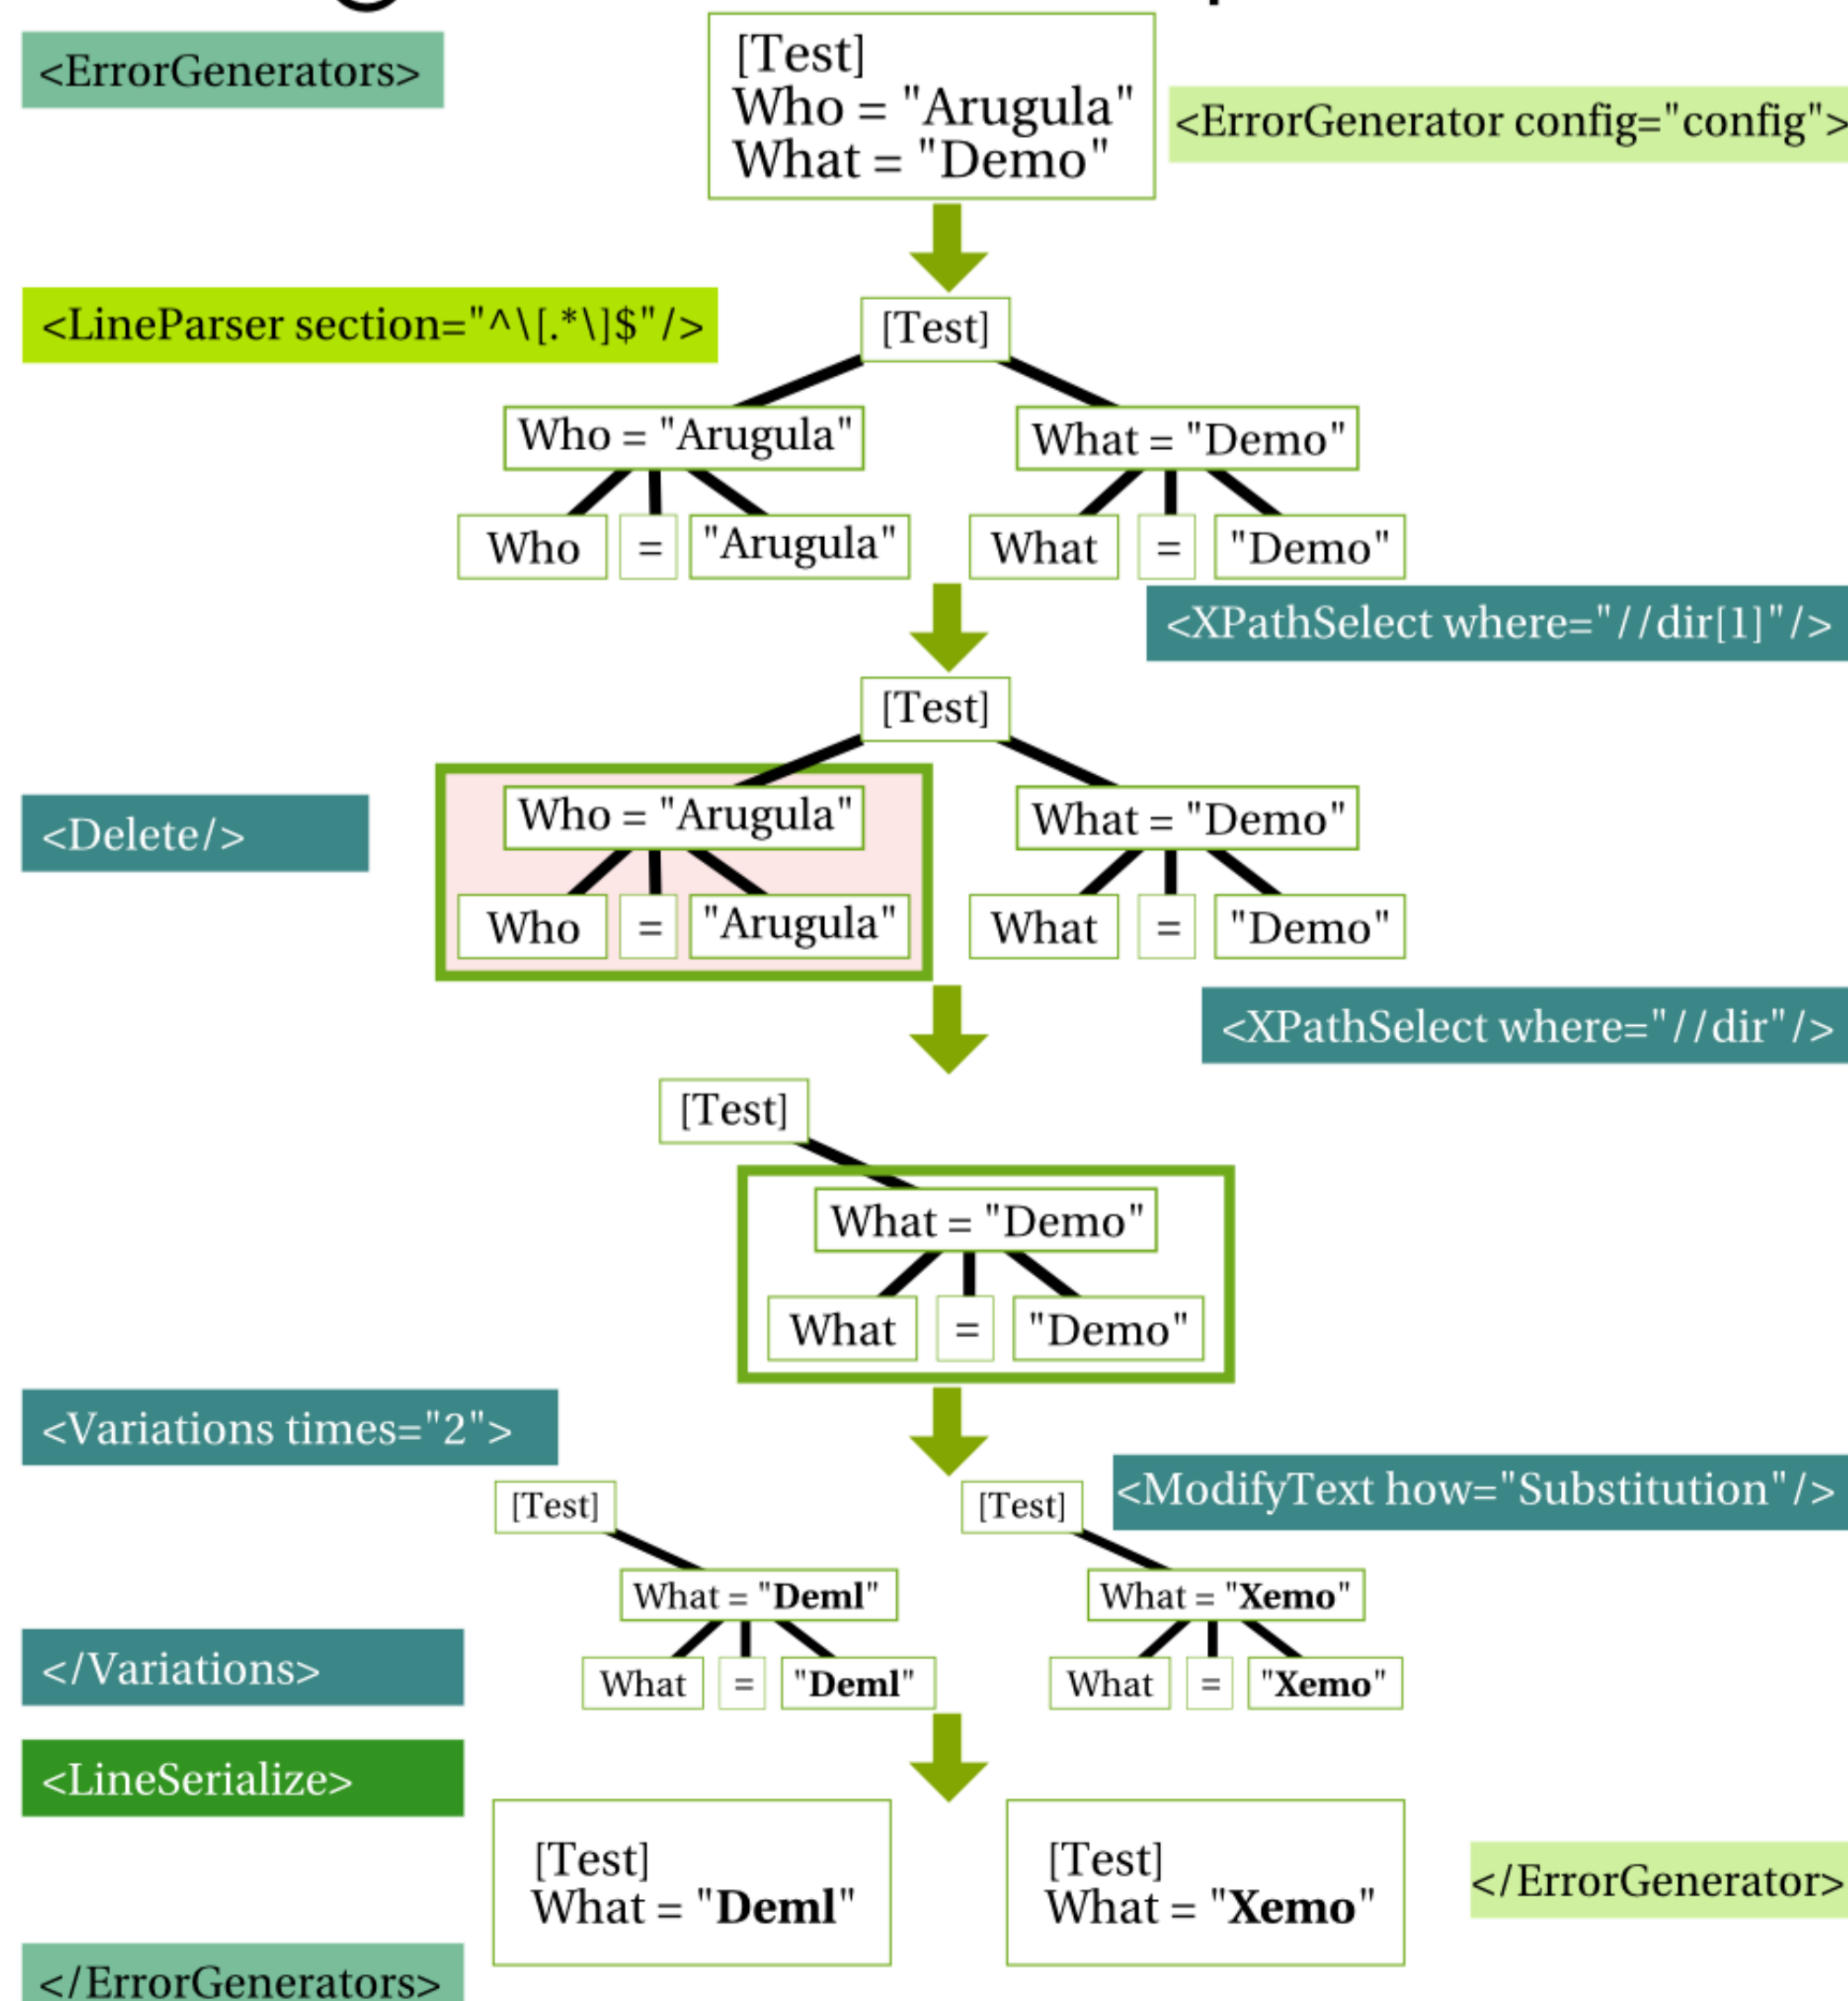 <ErrorGenerators>
[Test]
Who = "Arugula"
What = "Demo"
<ErrorGenerator config="config">
<LineParser section="^\[.*\]$"/>
[Test]
Who = "Arugula"
What = "Demo"
Who
=
"Arugula"
What
=
"Demo"
<XPathSelect where="//dir[1]"/>
[Test]
<Delete/>
Who = "Arugula"
What = "Demo"
Who
=
"Arugula"
What
=
"Demo"
<XPathSelect where="//dir"/>
[Test]
What = "Demo"
What
=
"Demo"
<Variations times="2">
<ModifyText how="Substitution"/>
[Test]
[Test]
What = "Deml"
What = "Xemo"
What
=
"Deml"
What
=
"Xemo"
</Variations>
<LineSerialize>
[Test]
What = "Deml"
[Test]
What = "Xemo"
</ErrorGenerator>
</ErrorGenerators>